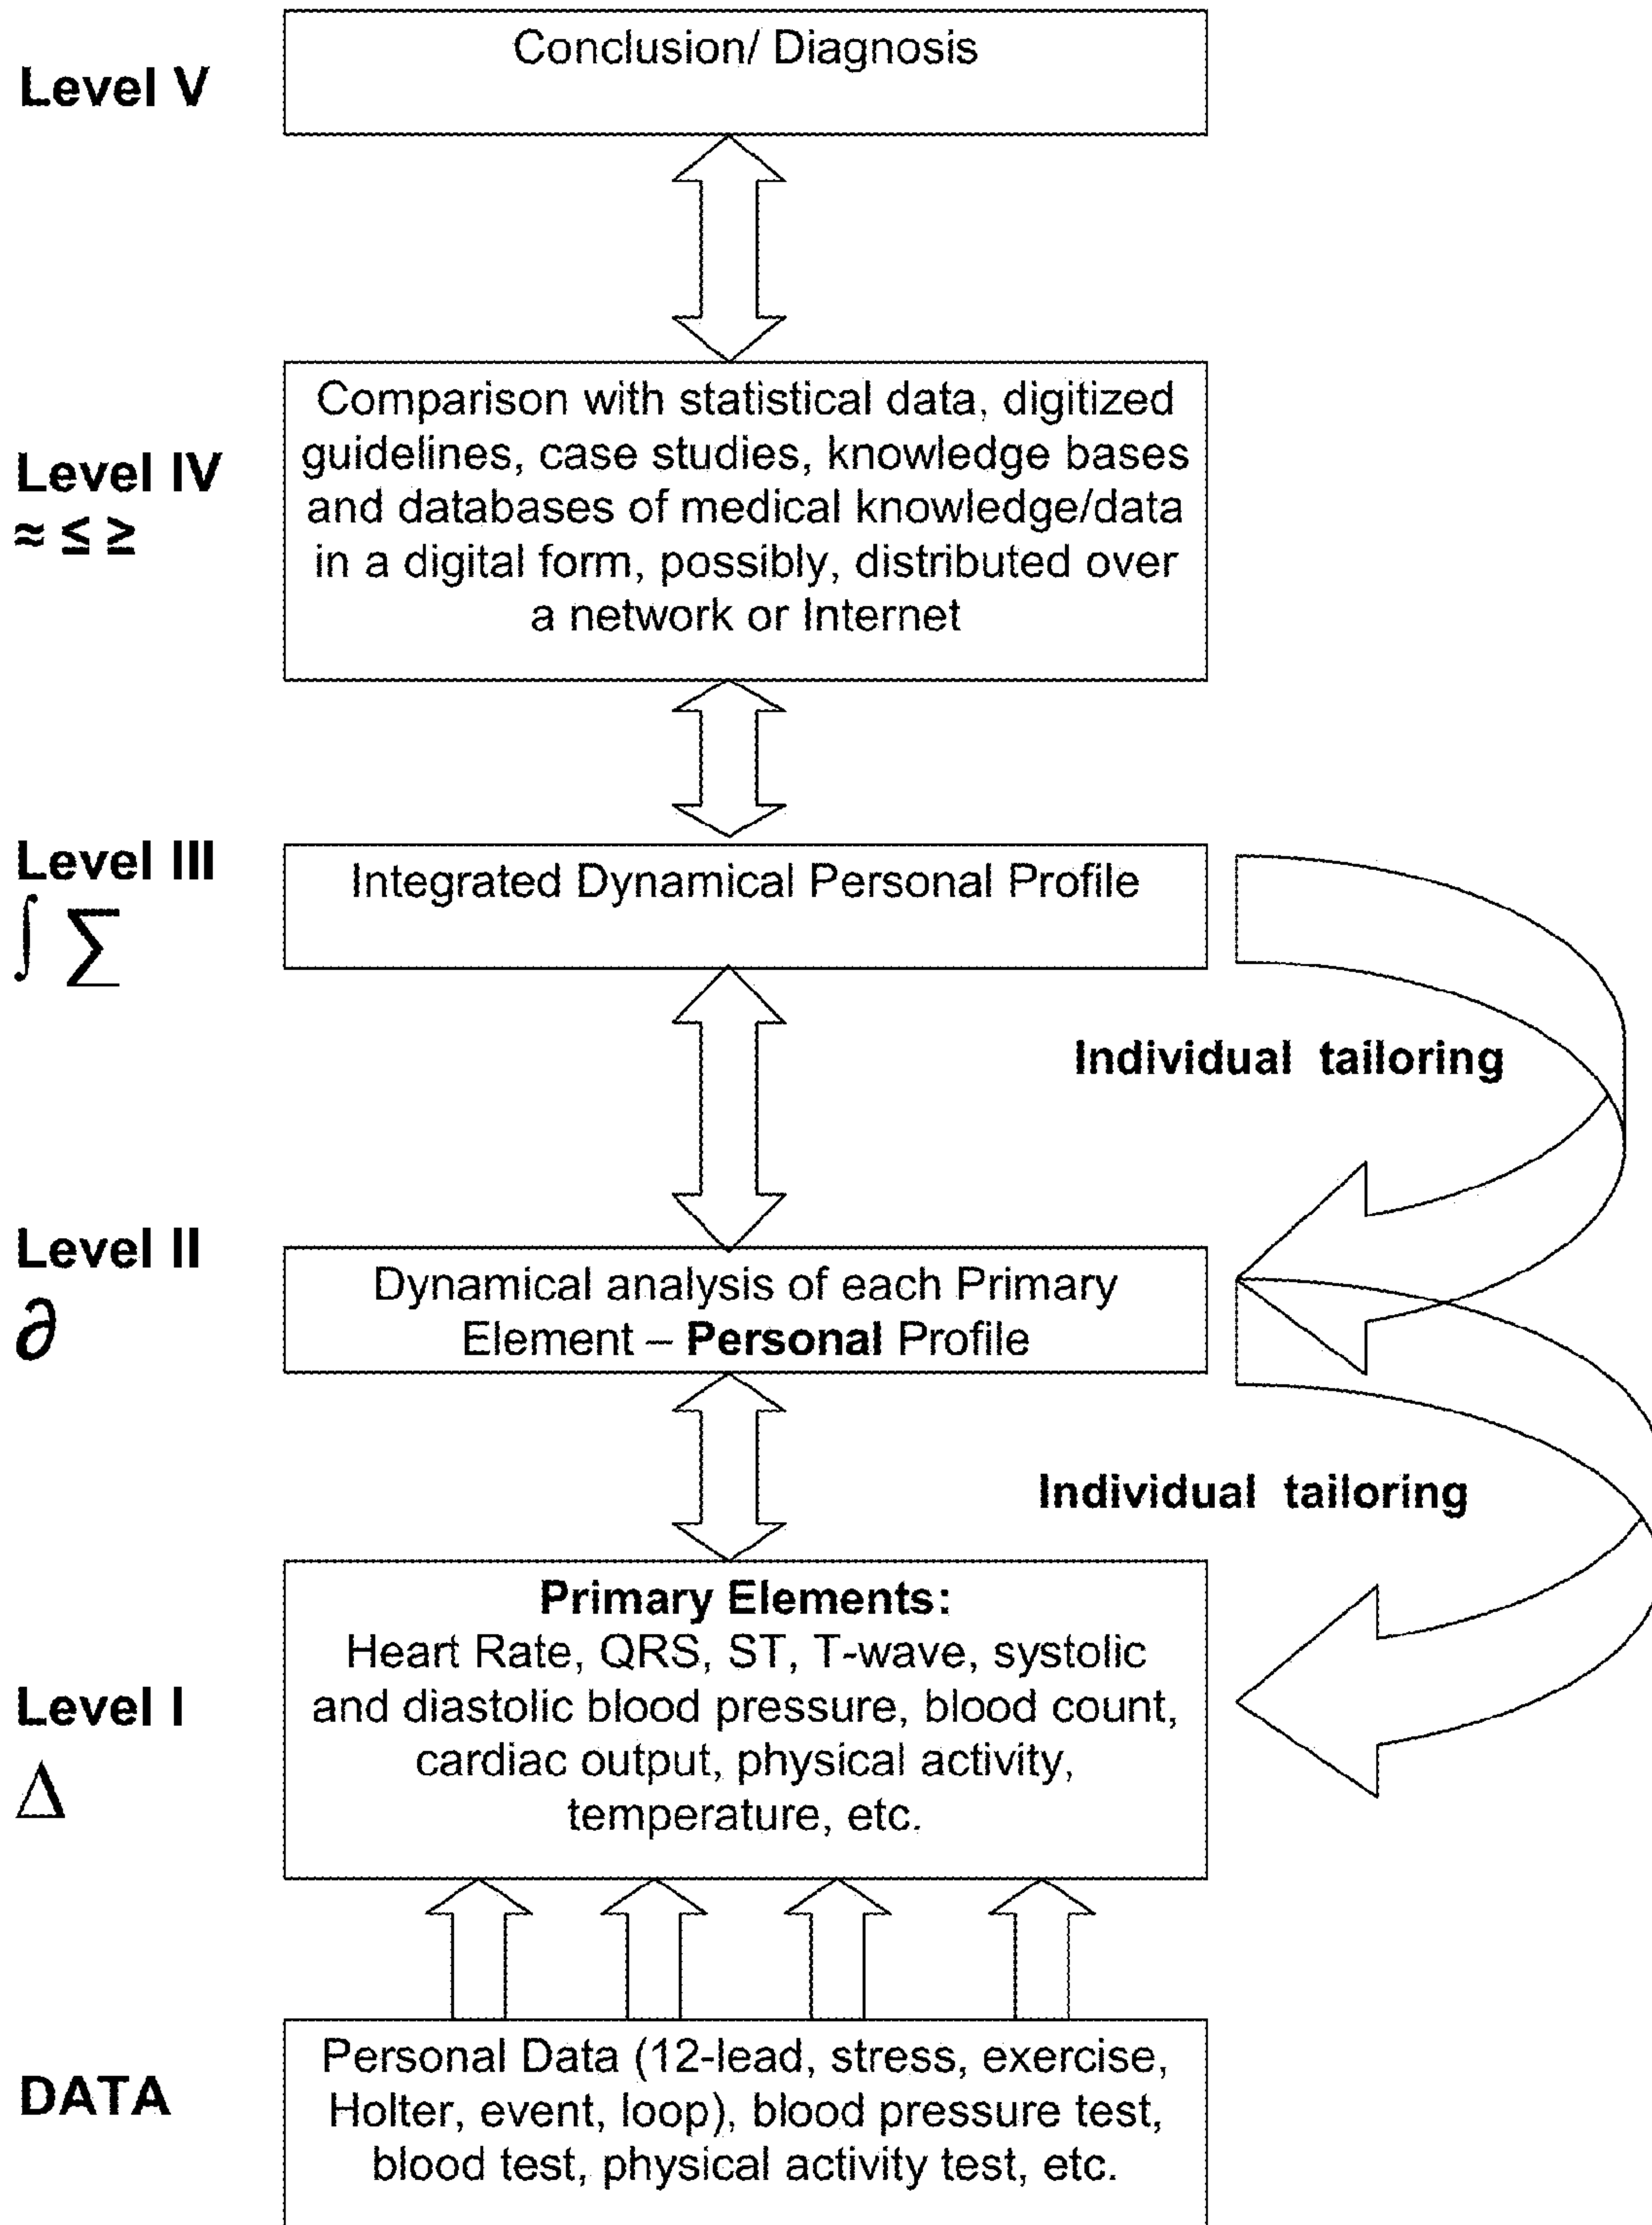 Conclusion/ Diagnosis
Level V
Comparison with statistical data, digitized
guidelines, case studies, knowledge bases
and databases of medical knowledge/data
in a digital form, possibly, distributed over
a network or Internet
Level IV
≈ ≤ ≥
Level III
∫ ∑
Integrated Dynamical Personal Profile
Individual tailoring
Level II
∂
Dynamical analysis of each Primary
Element – Personal Profile
Individual tailoring
Primary Elements:
Heart Rate, QRS, ST, T-wave, systolic
and diastolic blood pressure, blood count,
cardiac output, physical activity,
temperature, etc.
Level I
Δ
DATA
Personal Data (12-lead, stress, exercise,
Holter, event, loop), blood pressure test,
blood test, physical activity test, etc.